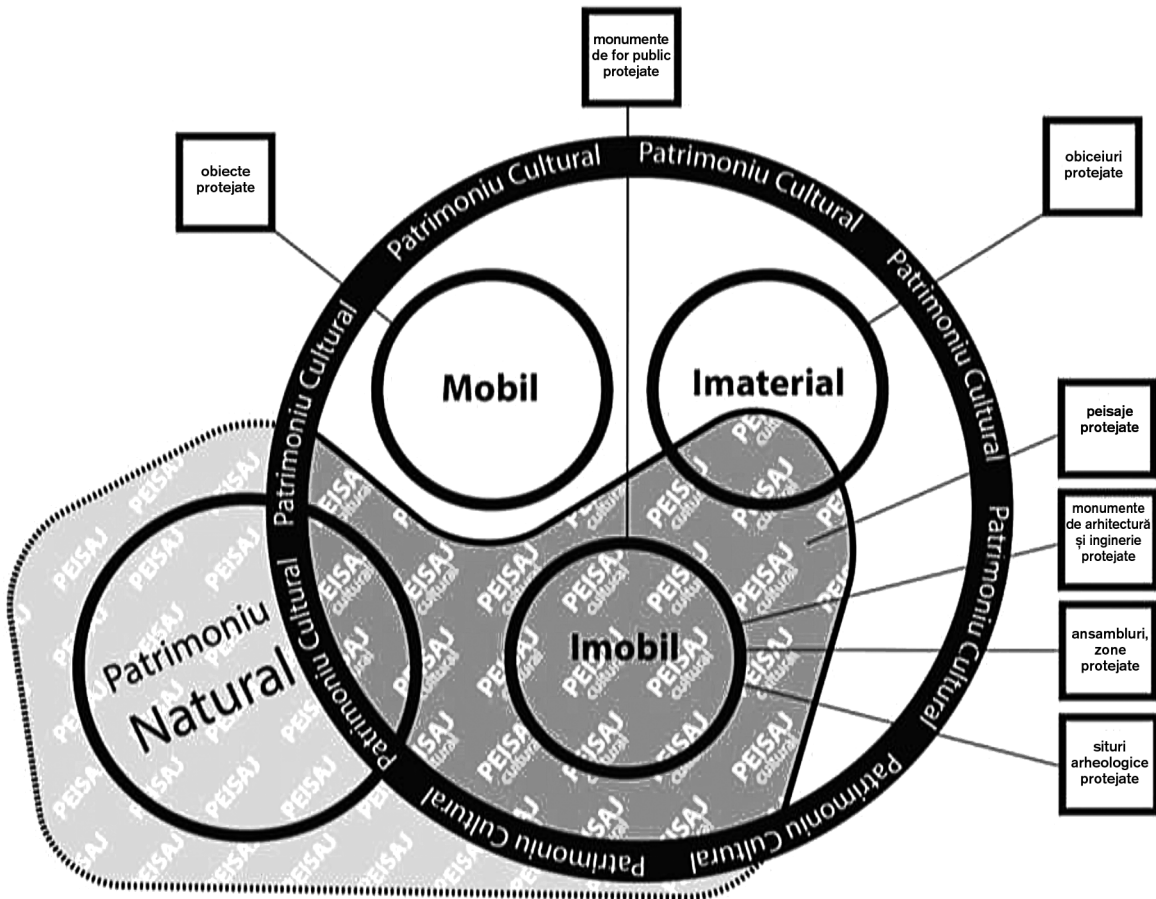 monumente
de for public
protejate
obiecte
protejate
obiceiuri
protejate
Patrimoniu Cultural
Patrimoniu Cultural
Patrimoniu Cultural
Patrimoniu Cultural
Patrimoniu Cultural
Patrimoniu Cultural
Patrimoniu Cultural
Patrimoniu Cultural
Patrimoniu Cultural
Patrimoniu Cultural
Mobil
Imaterial
Imobil
Patrimoniu
Natural
PEISAJ
PEISAJ
cultural
peisaje
protejate
monumente
de arhitectură
și inginerie
protejate
ansambluri,
zone
protejate
situri
arheologice
protejate